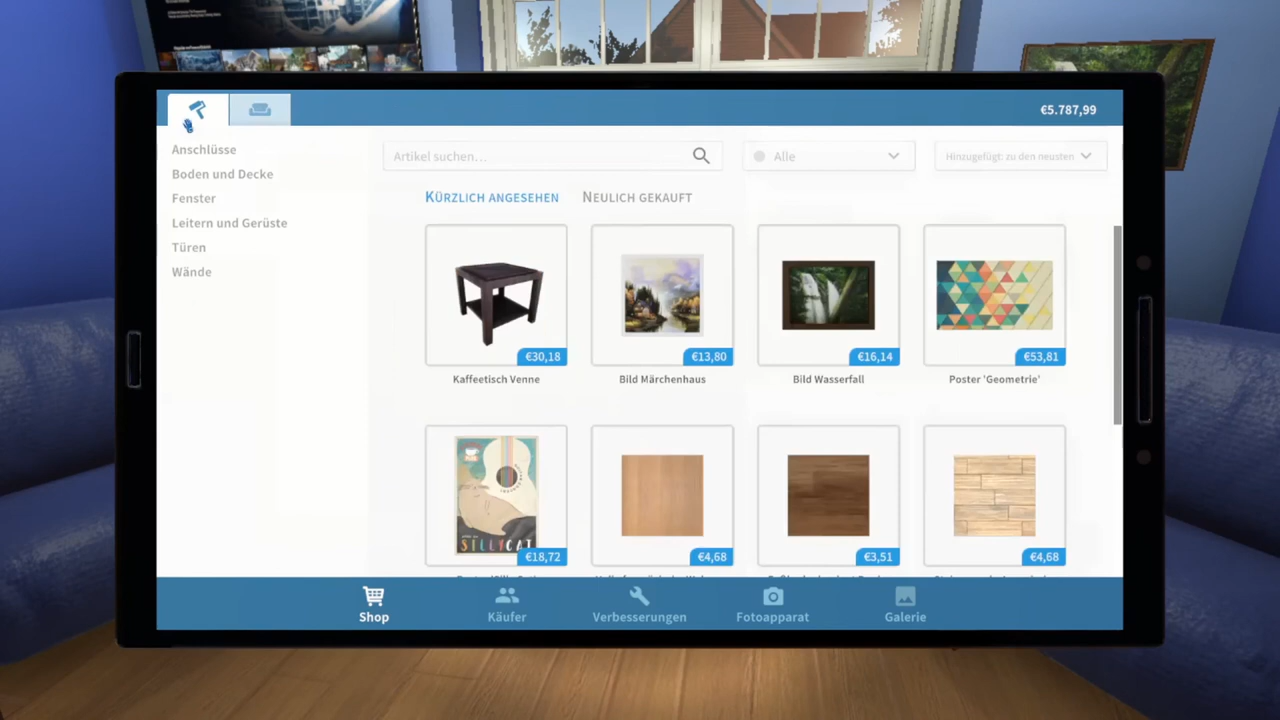 €5.787,99
Anschlüsse
Boden und Decke
Fenster
Leitern und Gerüste
Türen
Wände
Artikel suchen...
Alle
Hinzugefügt: zu den neusten
KÜRZLICH ANGESEHEN
NEULICH GEKAUFT
€30,18
€13,80
€16,14
€53,81
Kaffeetisch Venne
Bild Märchenhaus
Bild Wasserfall
Poster 'Geometrie'
SILLYCAT
€18,72
€4,68
€3,51
€4,68
Shop
Käufer
Verbesserungen
Fotoapparat
Galerie